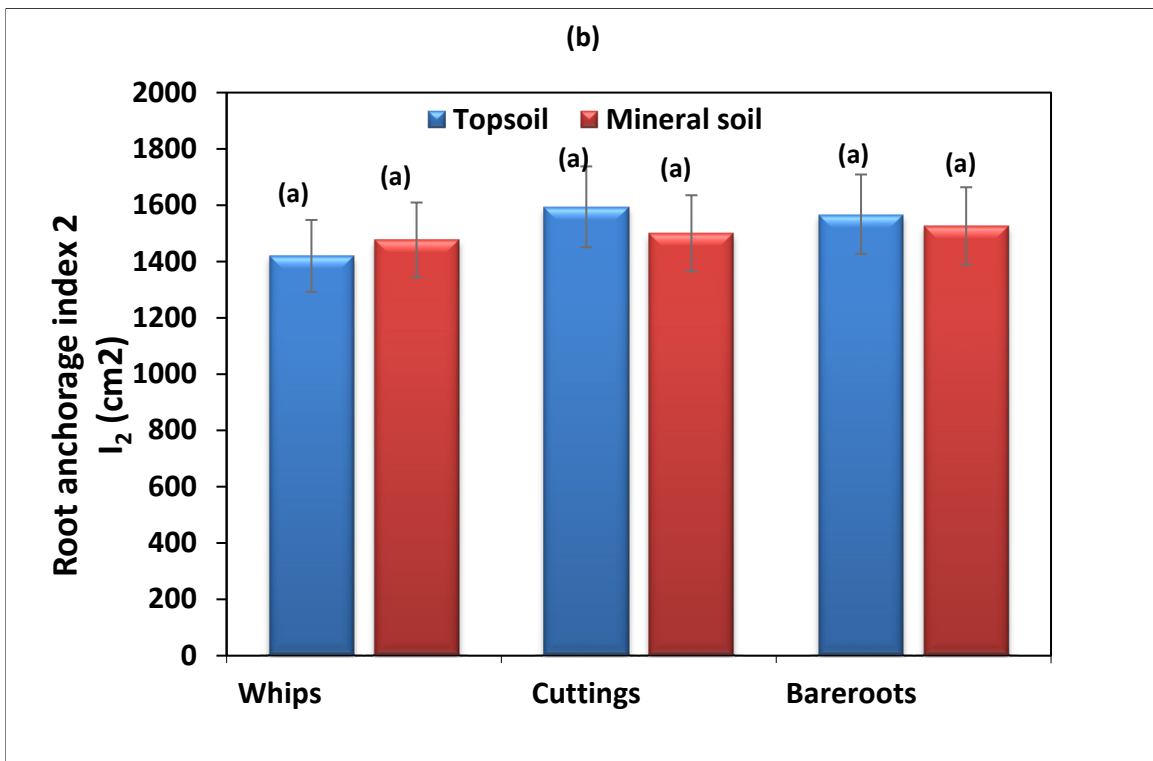 (b)
Root anchorage index 2
I₂ (cm2)
2000
1800
1600
1400
1200
1000
800
600
400
200
0
Topsoil Mineral soil
(a) (a) (a) (a) (a) (a)
Whips Cuttings Bareroots